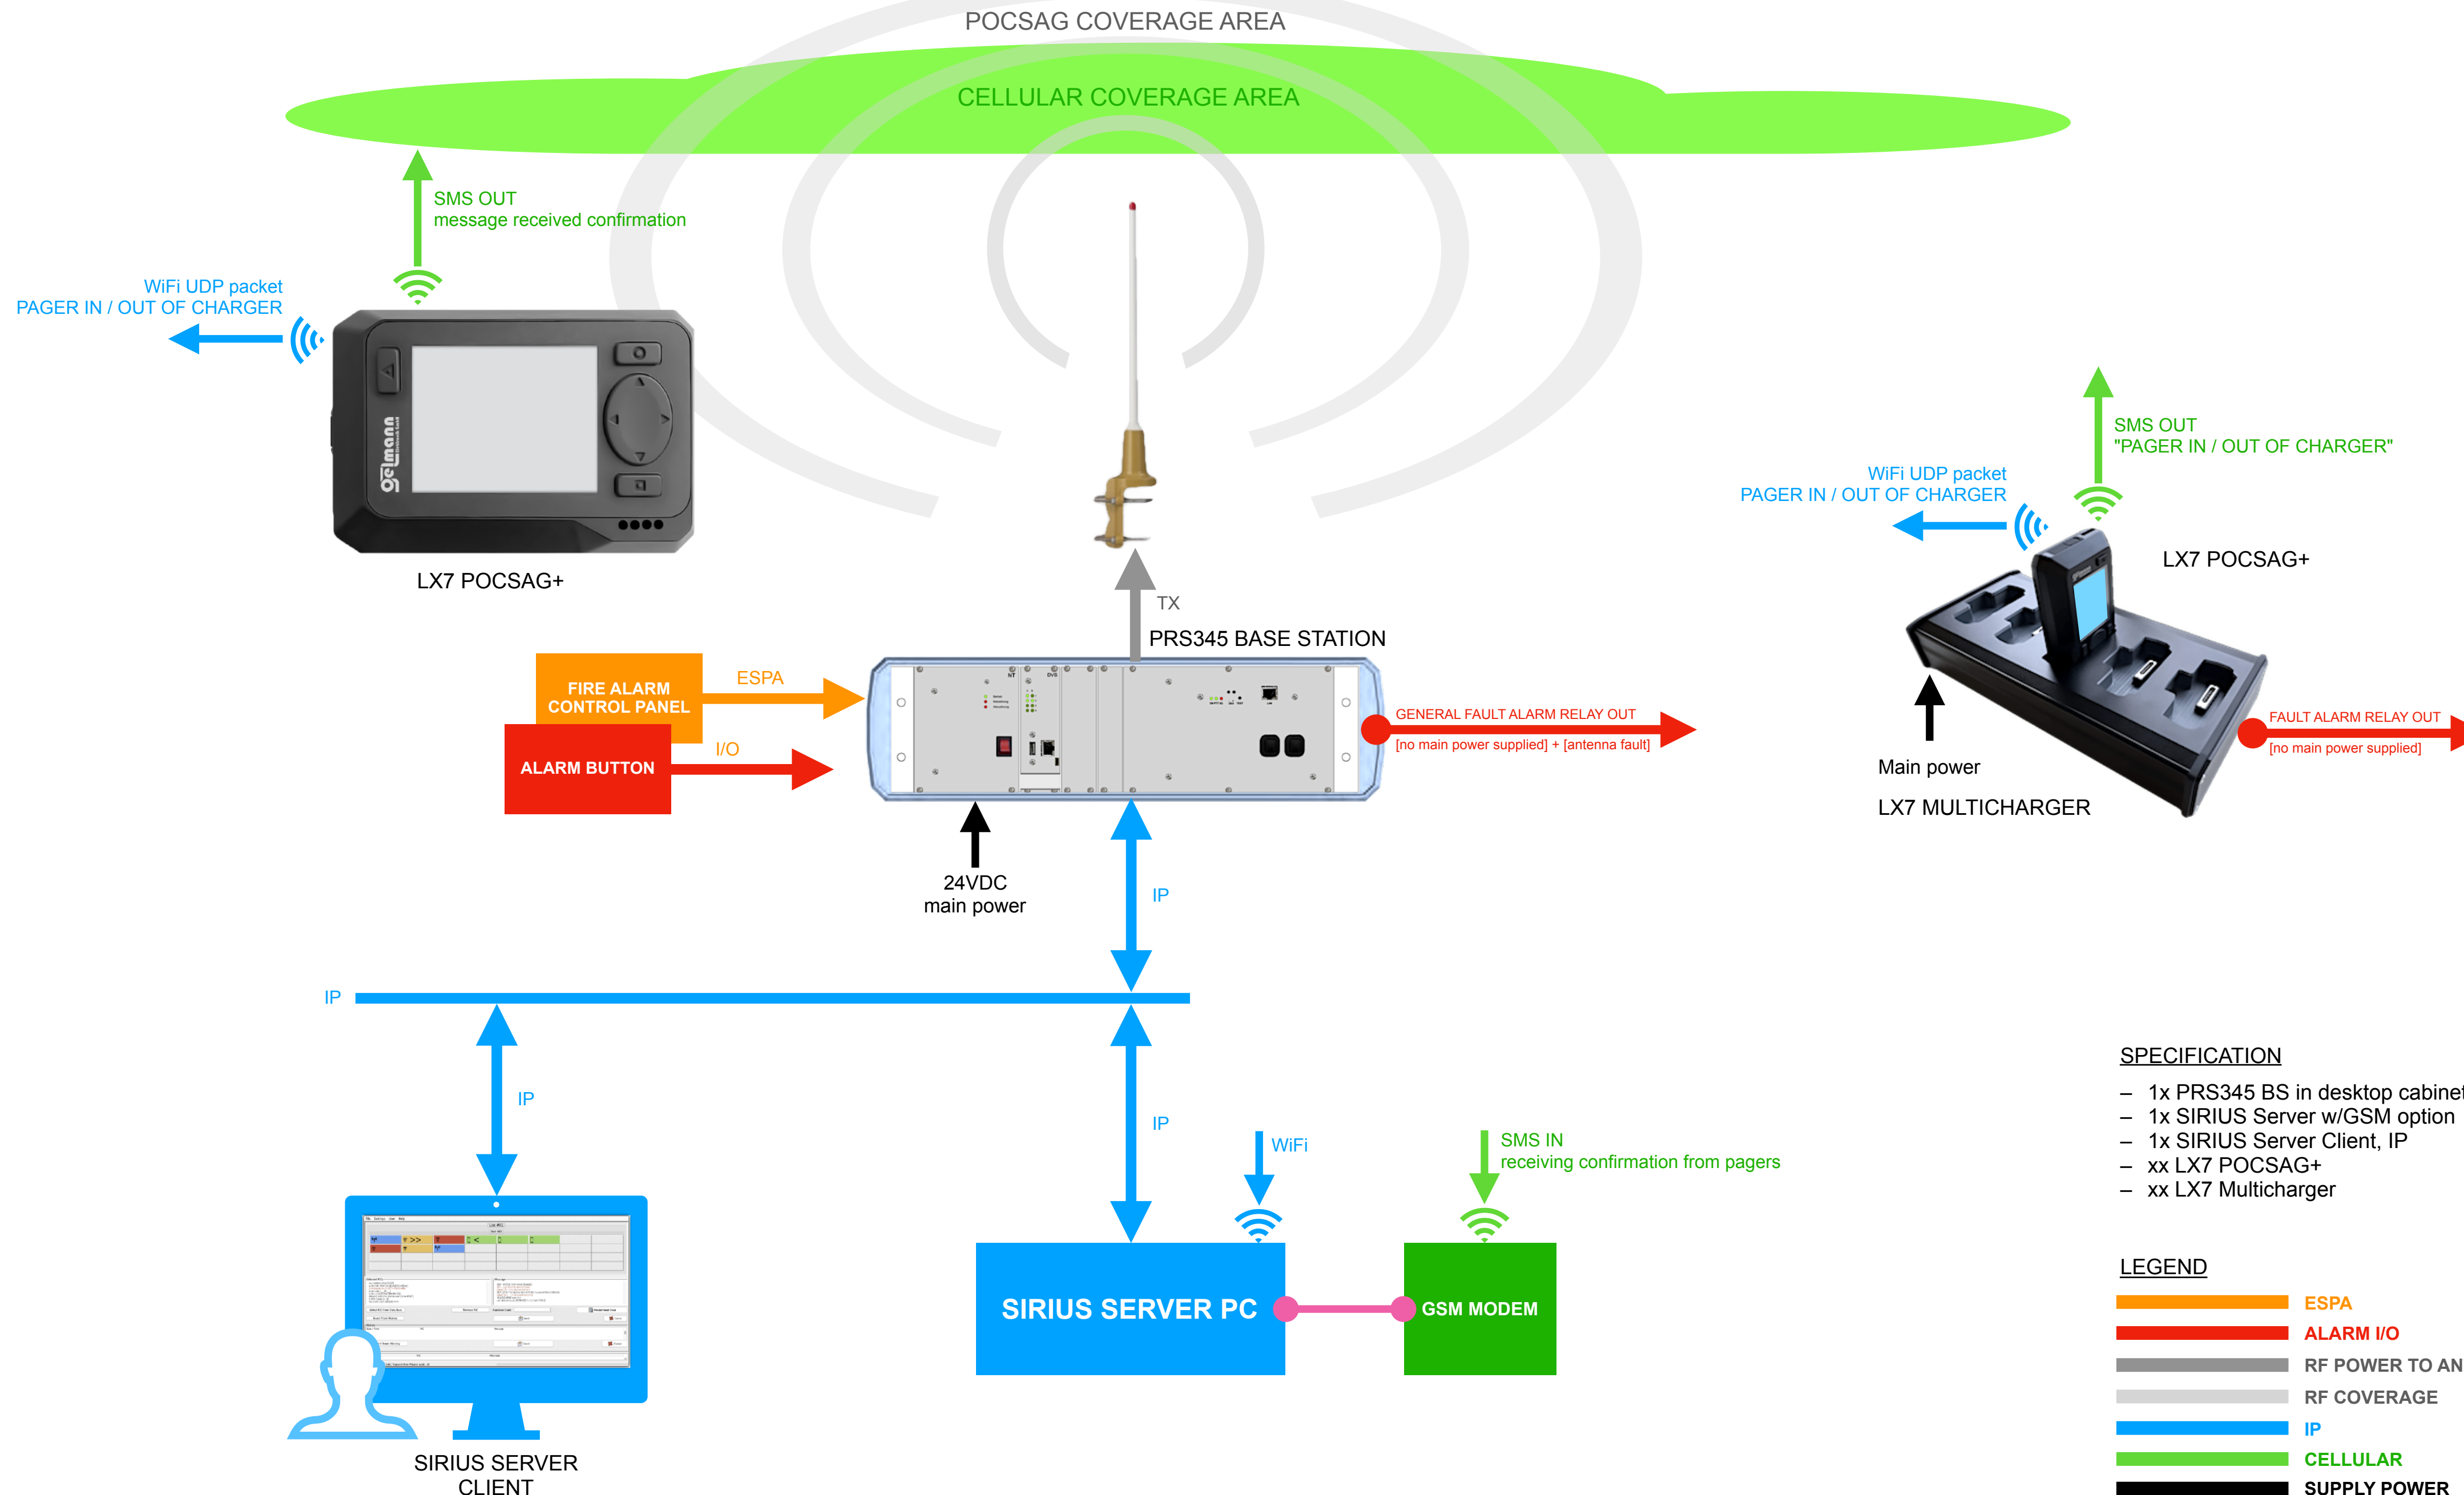 POCSAG COVERAGE AREA
CELLULAR COVERAGE AREA
SMS OUT
message received confirmation
WiFi UDP packet
PAGER IN / OUT OF CHARGER
gelmann
LX7 POCSAG+
SMS OUT
"PAGER IN / OUT OF CHARGER"
WiFi UDP packet
PAGER IN / OUT OF CHARGER
LX7 POCSAG+
TX
PRS345 BASE STATION
FIRE ALARM
CONTROL PANEL
ESPA
ALARM BUTTON
I/O
NT
DVS
GENERAL FAULT ALARM RELAY OUT
[no main power supplied] + [antenna fault]
FAULT ALARM RELAY OUT
[no main power supplied]
Main power
LX7 MULTICHARGER
24VDC
main power
IP
IP
IP
IP
WiFi
SMS IN
receiving confirmation from pagers
SIRIUS SERVER PC
GSM MODEM
SIRIUS SERVER
CLIENT
SPECIFICATION
– 1x PRS345 BS in desktop cabinet
– 1x SIRIUS Server w/GSM option
– 1x SIRIUS Server Client, IP
– xx LX7 POCSAG+
– xx LX7 Multicharger
LEGEND
ESPA
ALARM I/O
RF POWER TO AN
RF COVERAGE
IP
CELLULAR
SUPPLY POWER